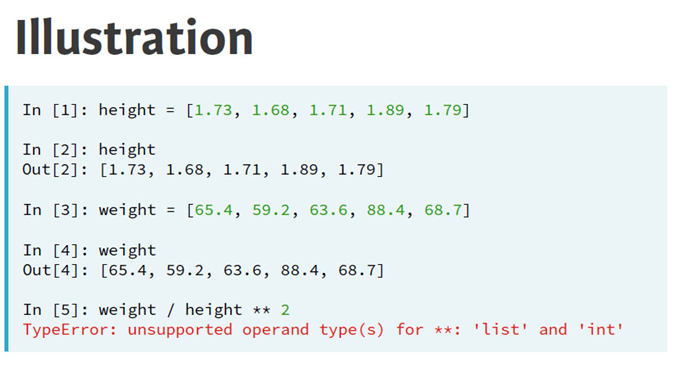 Illustration
In [1]: height = [1.73, 1.68, 1.71, 1.89, 1.79]
In [2]: height
Out[2]: [1.73, 1.68, 1.71, 1.89, 1.79]
In [3]: weight = [65.4, 59.2, 63.6, 88.4, 68.7]
In [4]: weight
Out[4]: [65.4, 59.2, 63.6, 88.4, 68.7]
In [5]: weight / height ** 2
TypeError: unsupported operand type(s) for **: 'list' and 'int'